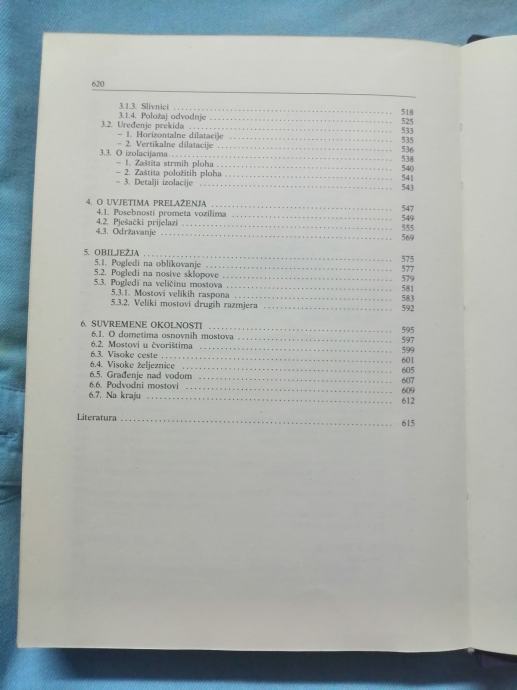 620
3.1.3. Slivnici 518
3.1.4. Položaj odvodnje 525
3.2. Uređenje prekida 533
– 1. Horizontalne dilatacije 535
– 2. Vertikalne dilatacije 536
3.3. O izolacijama 538
– 1. Zaštita strmih ploha 540
– 2. Zaštita položitih ploha 541
– 3. Detalji izolacije 543
4. O UVJETIMA PRELAŽENJA 547
4.1. Posebnosti prometa vozilima 549
4.2. Pješački prijelazi 555
4.3. Održavanje 569
5. OBILJEŽJA 575
5.1. Pogledi na oblikovanje 577
5.2. Pogledi na nosive sklopove 579
5.3. Pogledi na veličinu mostova 581
5.3.1. Mostovi velikih raspona 583
5.3.2. Veliki mostovi drugih razmjera 592
6. SUVREMENE OKOLNOSTI 595
6.1. O dometima osnovnih mostova 597
6.2. Mostovi u čvorištima 599
6.3. Visoke ceste 601
6.4. Visoke željeznice 605
6.5. Građenje nad vodom 607
6.6. Podvodni mostovi 609
6.7. Na kraju 612
Literatura 615